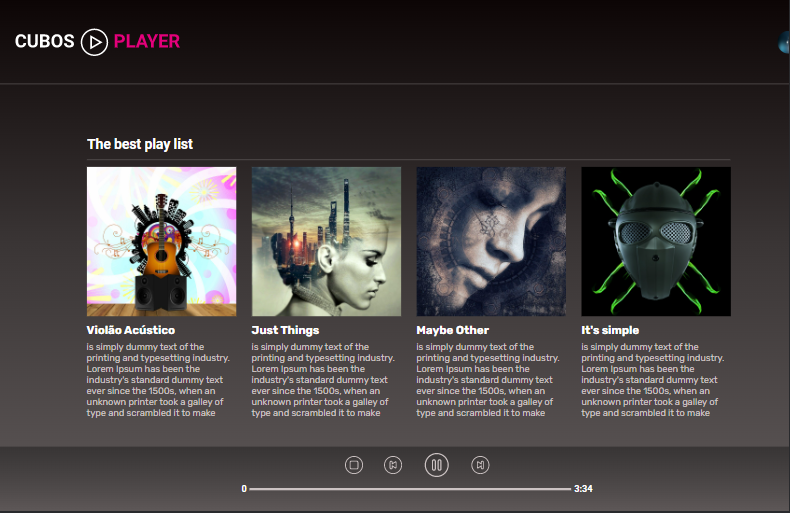 CUBOS PLAYER
The best play list
Violão Acústico
is simply dummy text of the
printing and typesetting industry.
Lorem Ipsum has been the
industry's standard dummy text
ever since the 1500s, when an
unknown printer took a galley of
type and scrambled it to make
Just Things
is simply dummy text of the
printing and typesetting industry.
Lorem Ipsum has been the
industry's standard dummy text
ever since the 1500s, when an
unknown printer took a galley of
type and scrambled it to make
Maybe Other
is simply dummy text of the
printing and typesetting industry.
Lorem Ipsum has been the
industry's standard dummy text
ever since the 1500s, when an
unknown printer took a galley of
type and scrambled it to make
It's simple
is simply dummy text of the
printing and typesetting industry.
Lorem Ipsum has been the
industry's standard dummy text
ever since the 1500s, when an
unknown printer took a galley of
type and scrambled it to make
0 3:34